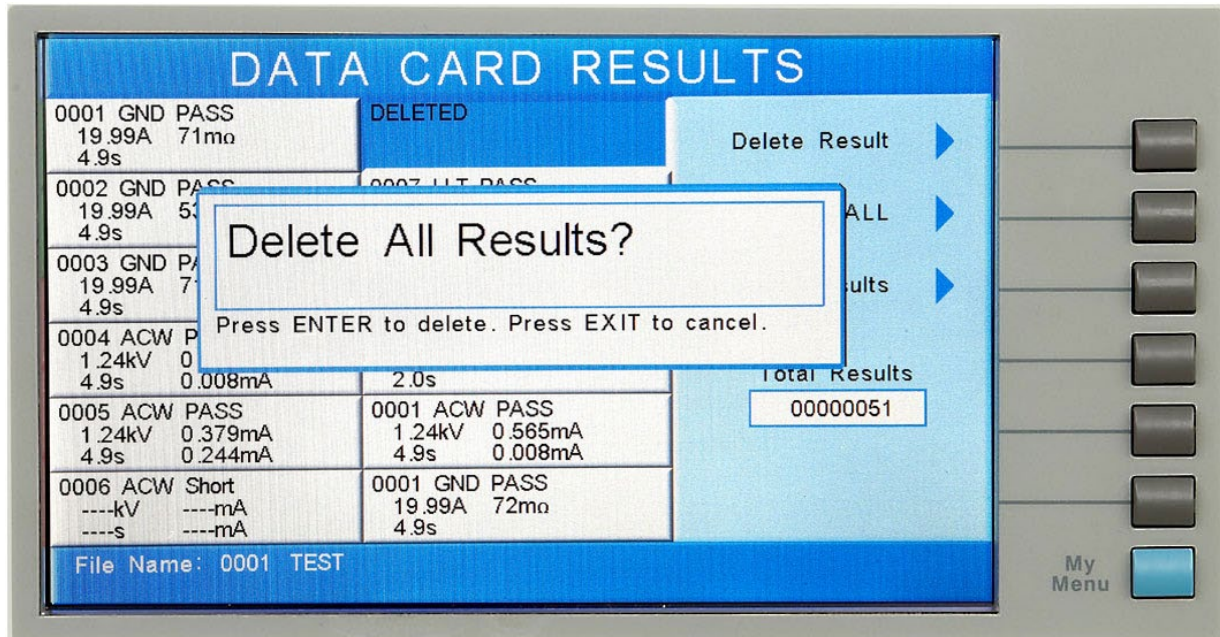 DATA CARD RESULTS
0001 GND PASS
19.99A 71mΩ
4.9s
0002 GND PASS
19.99A
4.9s
0003 GND
19.99A
4.9s
0004 ACW
1.24kV
4.9s 0.008mA
0005 ACW PASS
1.24kV 0.379mA
4.9s 0.244mA
0006 ACW Short
----kV ----mA
----s ----mA
DELETED
0007 LLT PASS
2.0s
0001 ACW PASS
1.24kV 0.565mA
4.9s 0.008mA
0001 GND PASS
19.99A 72mΩ
4.9s
Delete All Results?
Press ENTER to delete. Press EXIT to cancel.
Delete Result
ALL
Total Results
00000051
File Name: 0001 TEST
My
Menu